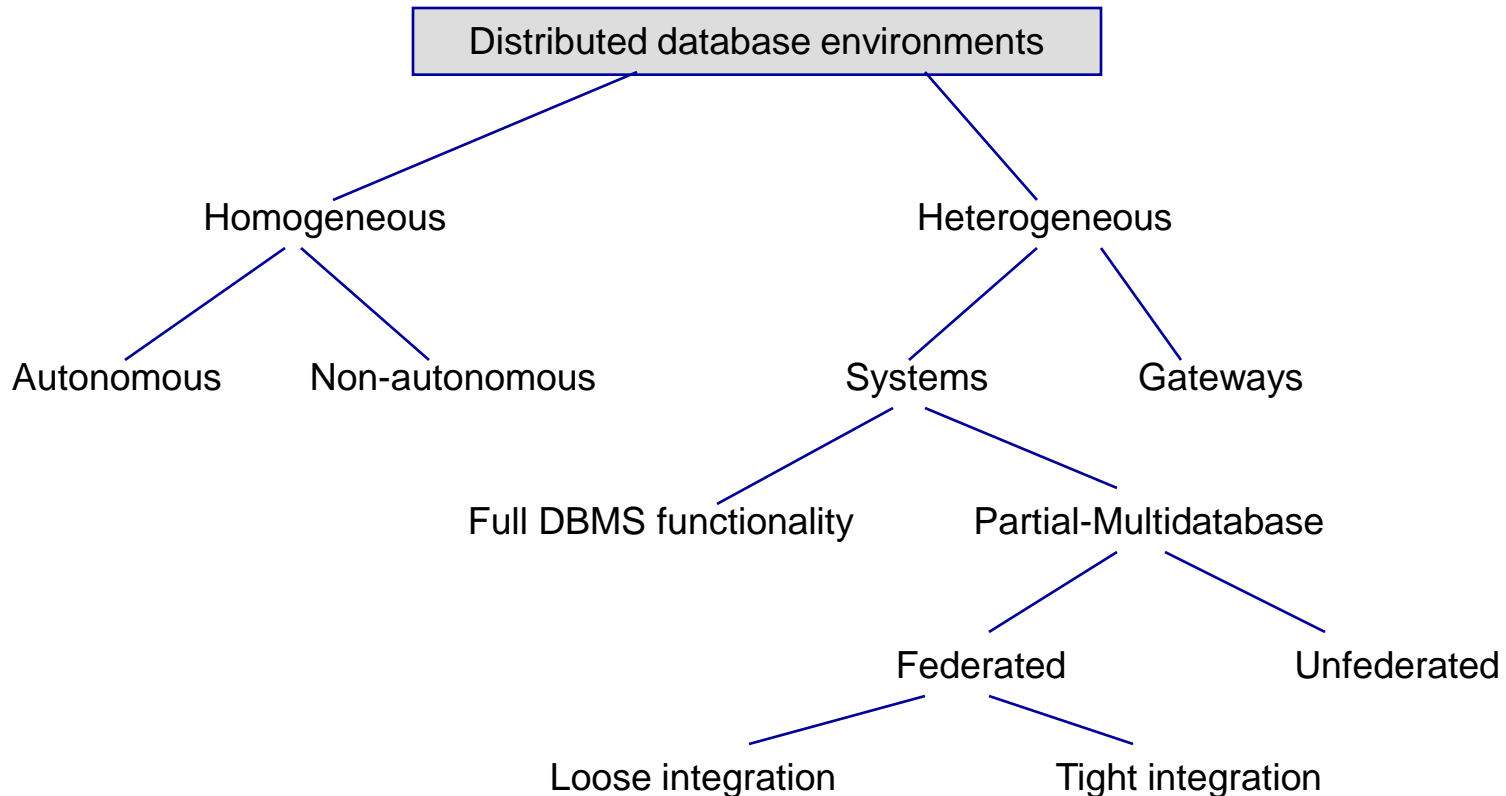 Distributed database environments
Homogeneous
Heterogeneous
Autonomous
Non-autonomous
Systems
Gateways
Full DBMS functionality
Partial-Multidatabase
Federated
Unfederated
Loose integration
Tight integration